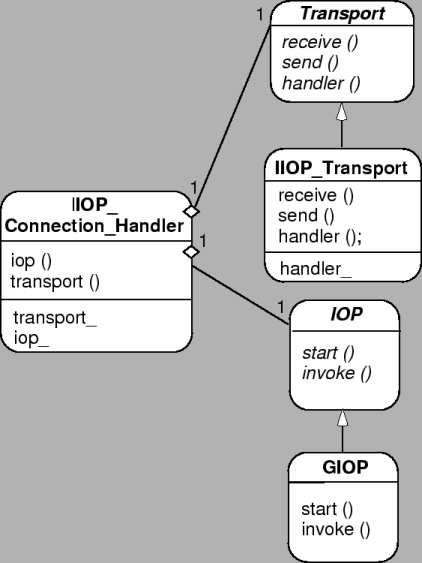 1
Transport
receive ()
send ()
handler ()
1
IIOP_Transport
receive ()
send ()
handler ();
handler_
IIOP_
Connection_Handler
iop ()
transport ()
transport_
iop_
1
1
IOP
start ()
invoke ()
GIOP
start ()
invoke ()